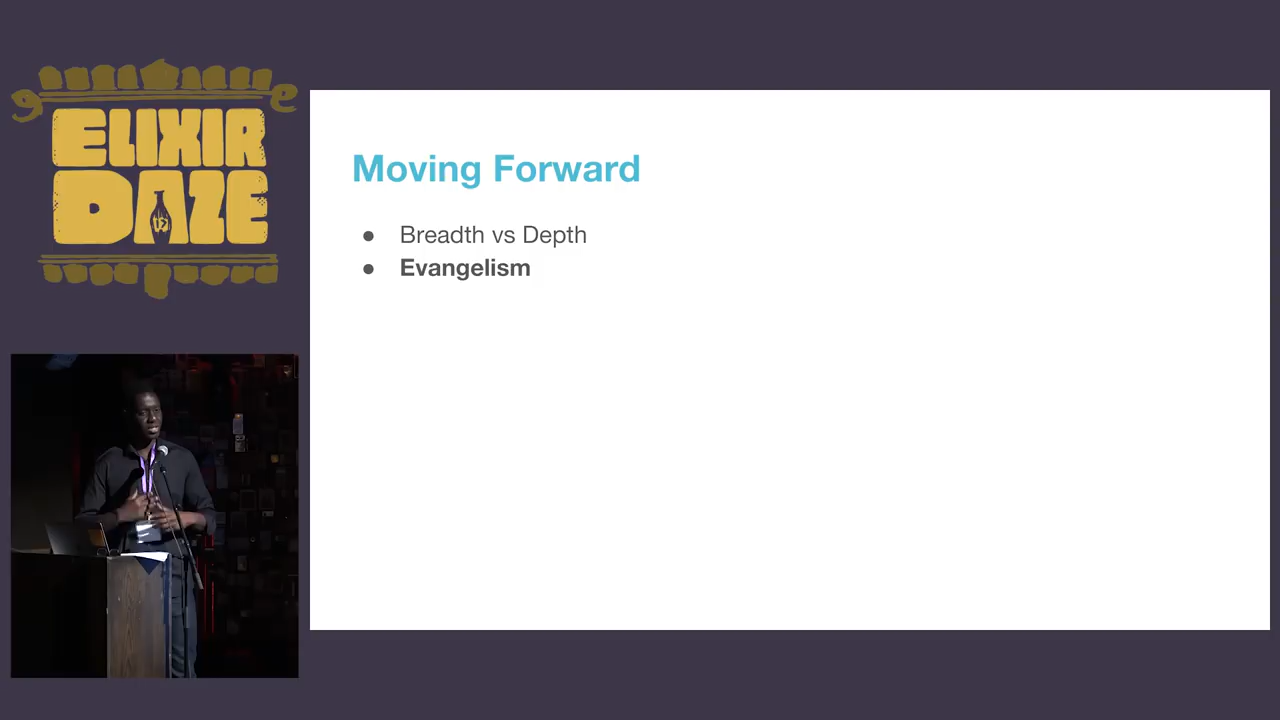 ELIXIR
DAZE
Moving Forward
● Breadth vs Depth
● Evangelism